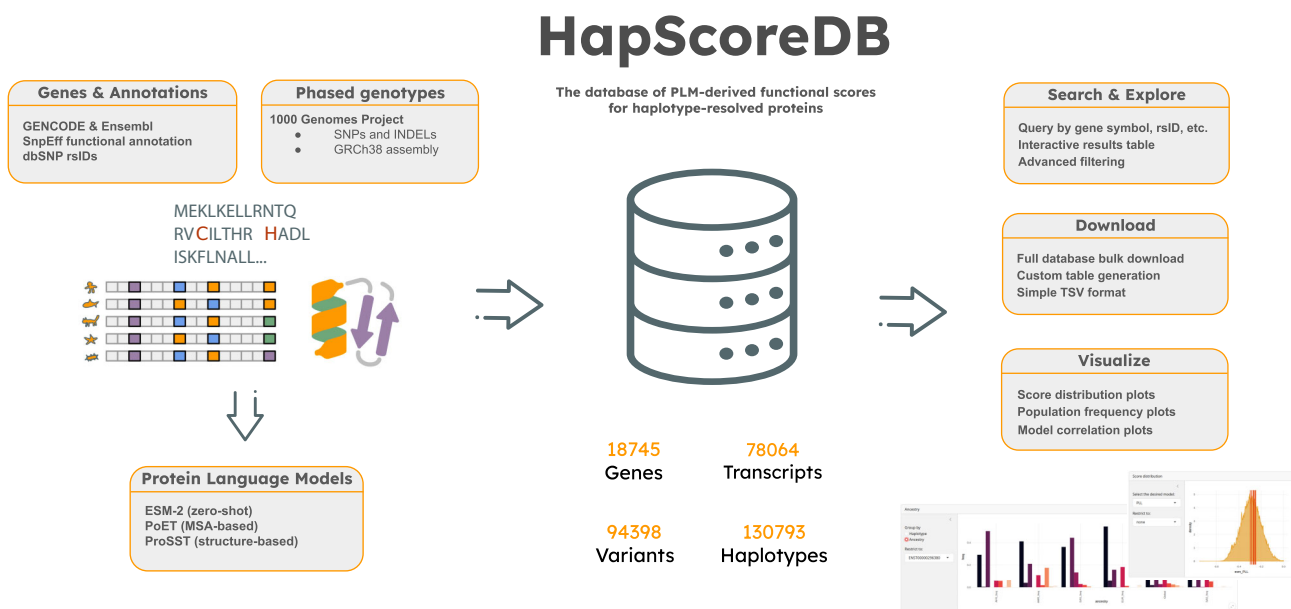 HapScoreDB
The database of PLM-derived functional scores
for haplotype-resolved proteins
Genes & Annotations
GENCODE & Ensembl
SnpEff functional annotation
dbSNP rsIDs
Phased genotypes
1000 Genomes Project
● SNPs and INDELs
● GRCh38 assembly
MEKLKELLRNTQ
RVCILTHR HADL
ISKFLNALL...
Protein Language Models
ESM-2 (zero-shot)
PoET (MSA-based)
ProSST (structure-based)
18745
Genes
78064
Transcripts
94398
Variants
130793
Haplotypes
Search & Explore
Query by gene symbol, rsID, etc.
Interactive results table
Advanced filtering
Download
Full database bulk download
Custom table generation
Simple TSV format
Visualize
Score distribution plots
Population frequency plots
Model correlation plots
Ancestry
Group by
Haplotype
Ancestry
Restrict to:
Score distribution
Select the desired model:
PLL
Restrict to:
none